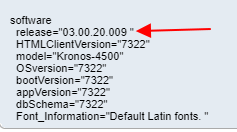 software
release="03.00.20.009 "
HTMLClientVersion="7322"
model="Kronos-4500"
OSversion="7322"
bootVersion="7322"
appVersion="7322"
dbSchema="7322"
Font_Information="Default Latin fonts. "